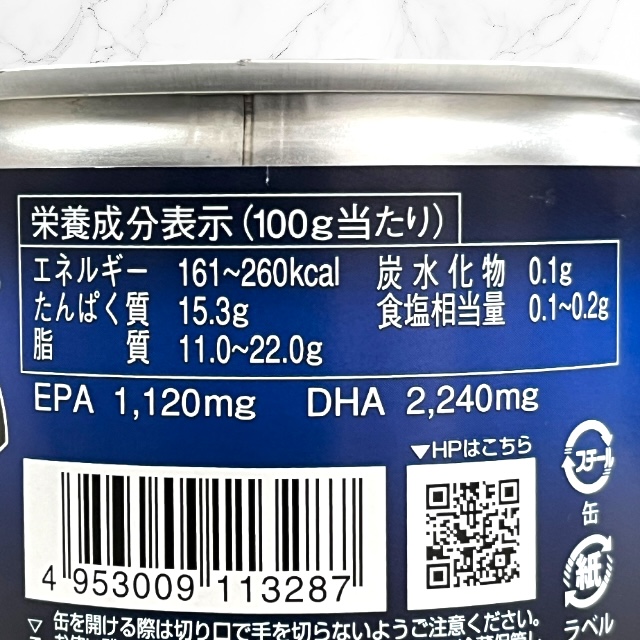 栄養成分表示(100g当たり)
エネルギー 161~260kcal 炭水化物 0.1g
たんぱく質 15.3g 食塩相当量 0.1~0.2g
脂質 11.0~22.0g
EPA 1,120mg DHA 2,240mg
▼HPはこちら
スチール
缶
4 953009 113287
紙
ラベル
▽ 缶を開ける際は切り口で手を切らないようご注意ください。